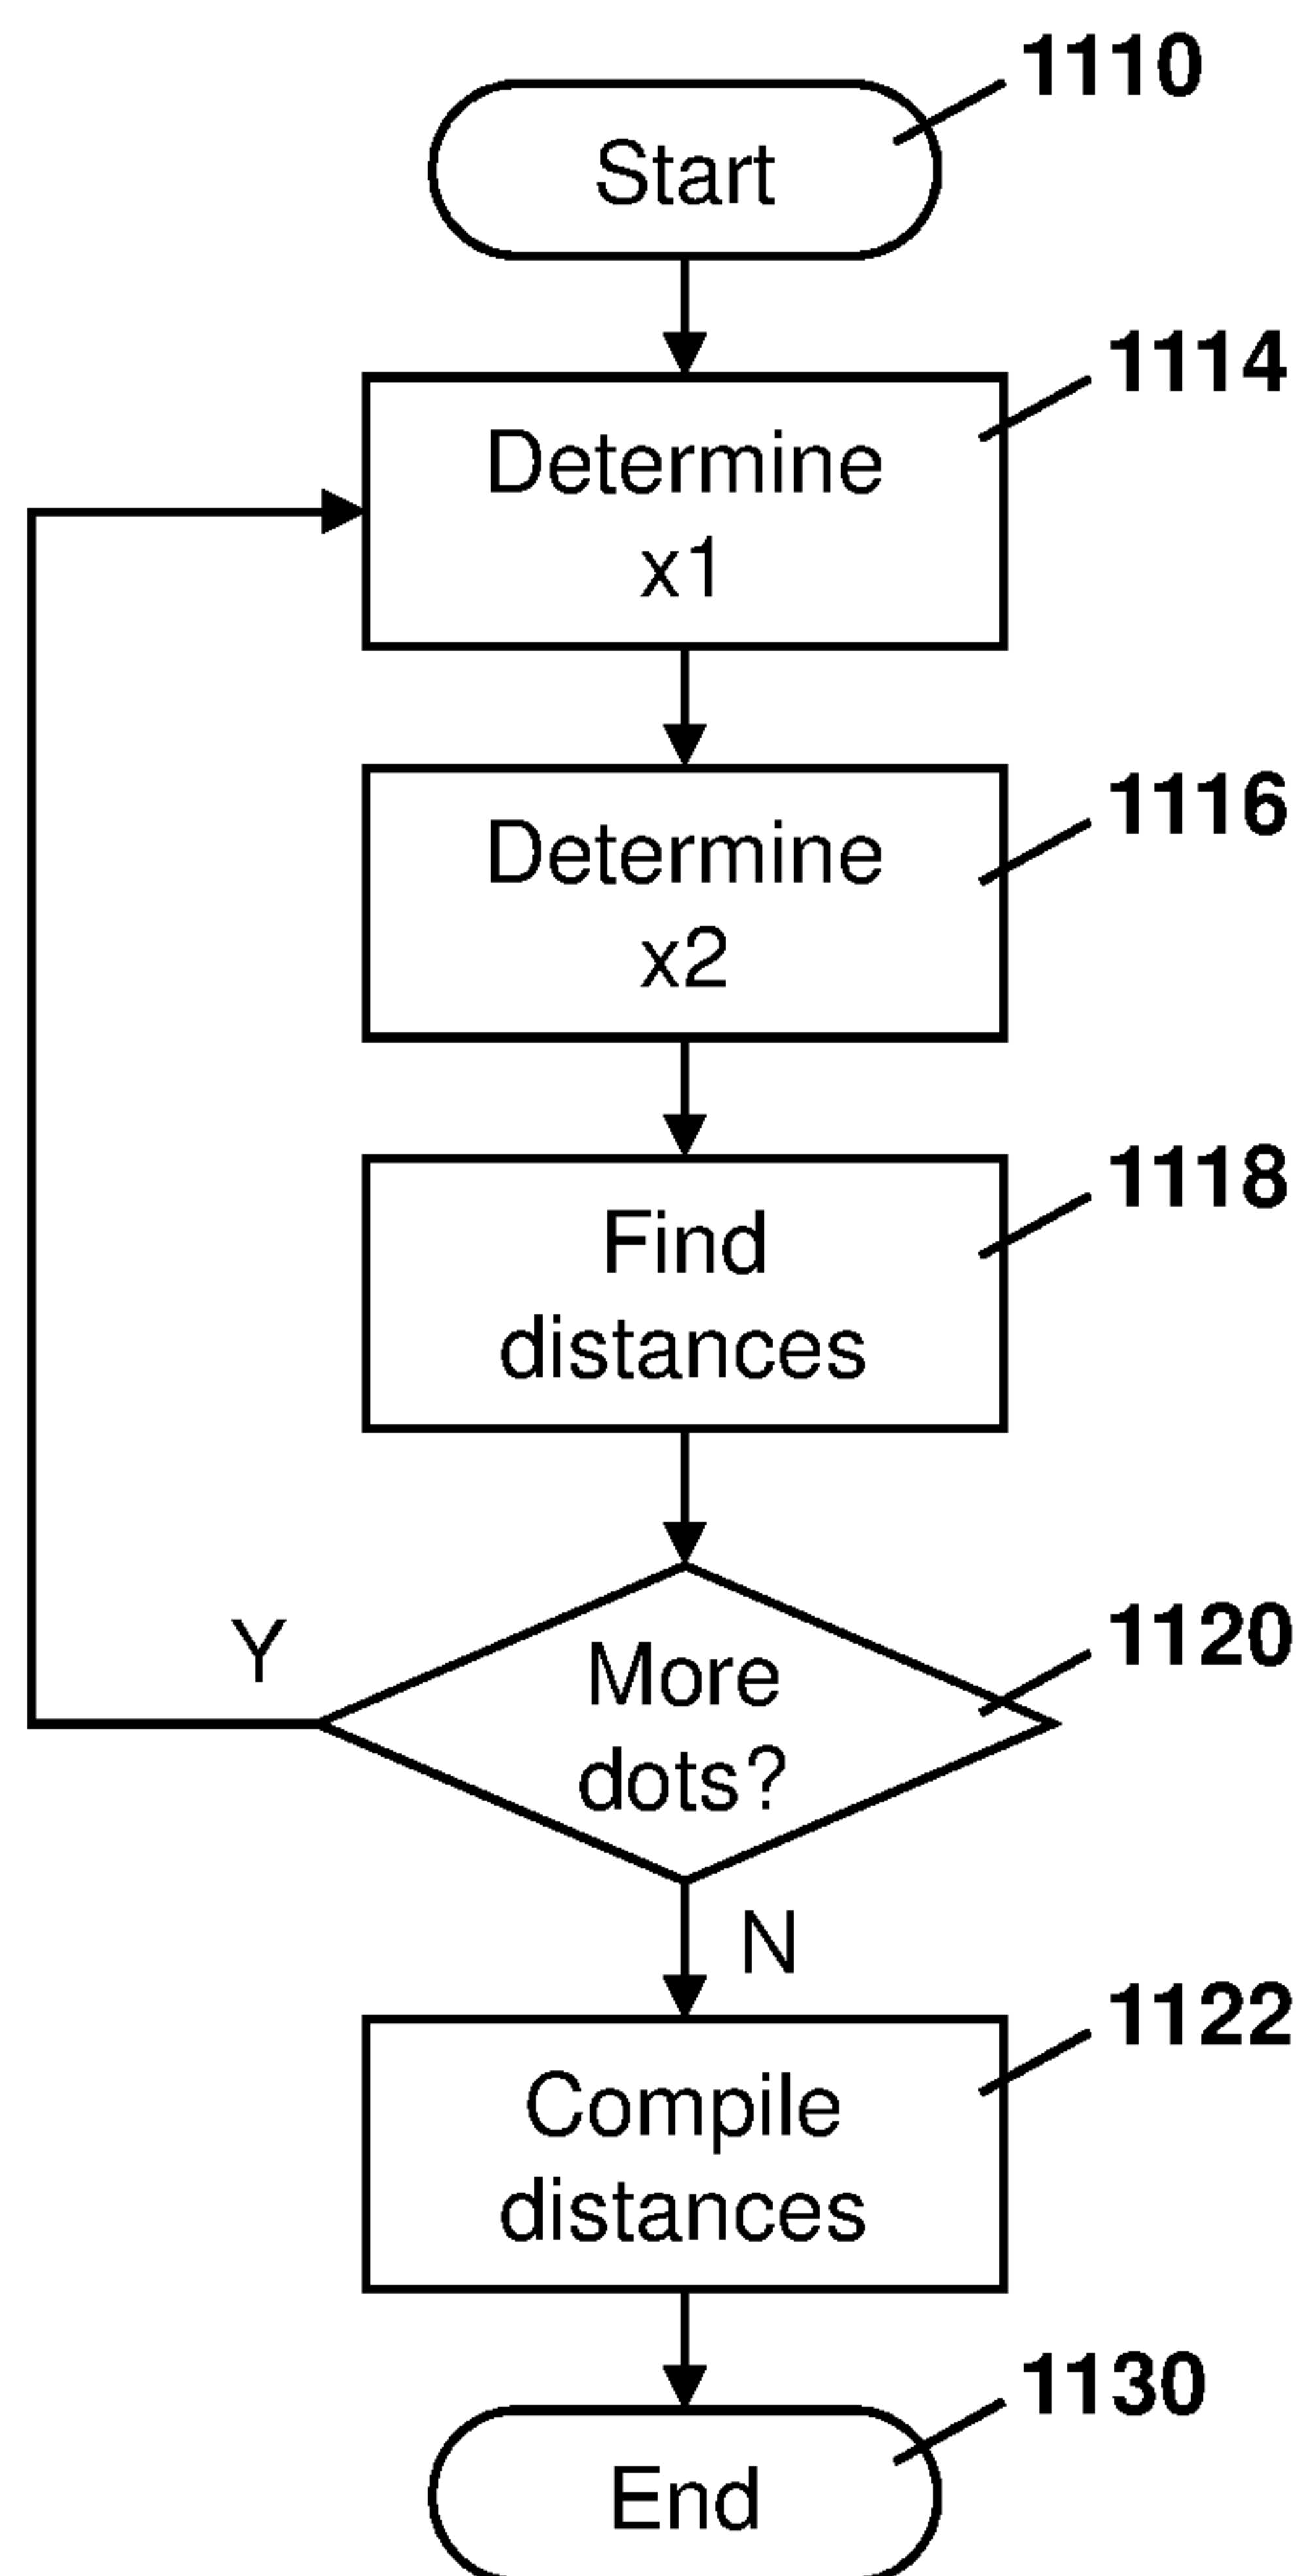 1110
Start
1114
Determine
x1
1116
Determine
x2
1118
Find
distances
1120
Y
More
dots?
N
1122
Compile
distances
1130
End